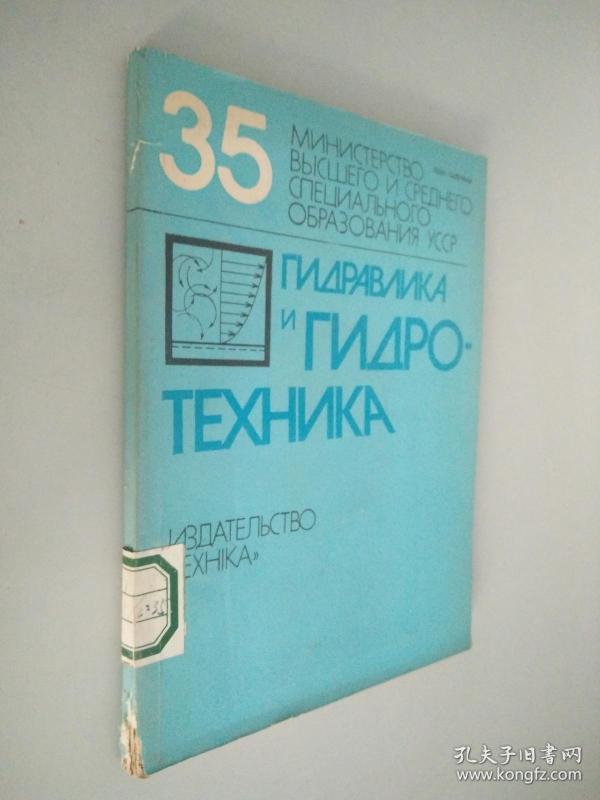 35
МИНИСТЕРСТВО
ВЫСШЕГО И СРЕДНЕГО
СПЕЦИАЛЬНОГО
ОБРАЗОВАНИЯ УССР
ГИДРАВЛИКА
И ГИДРО-
ТЕХНИКА
ИЗДАТЕЛЬСТВО
ЕХНІКА»
孔夫子旧书网
www.kongfz.com